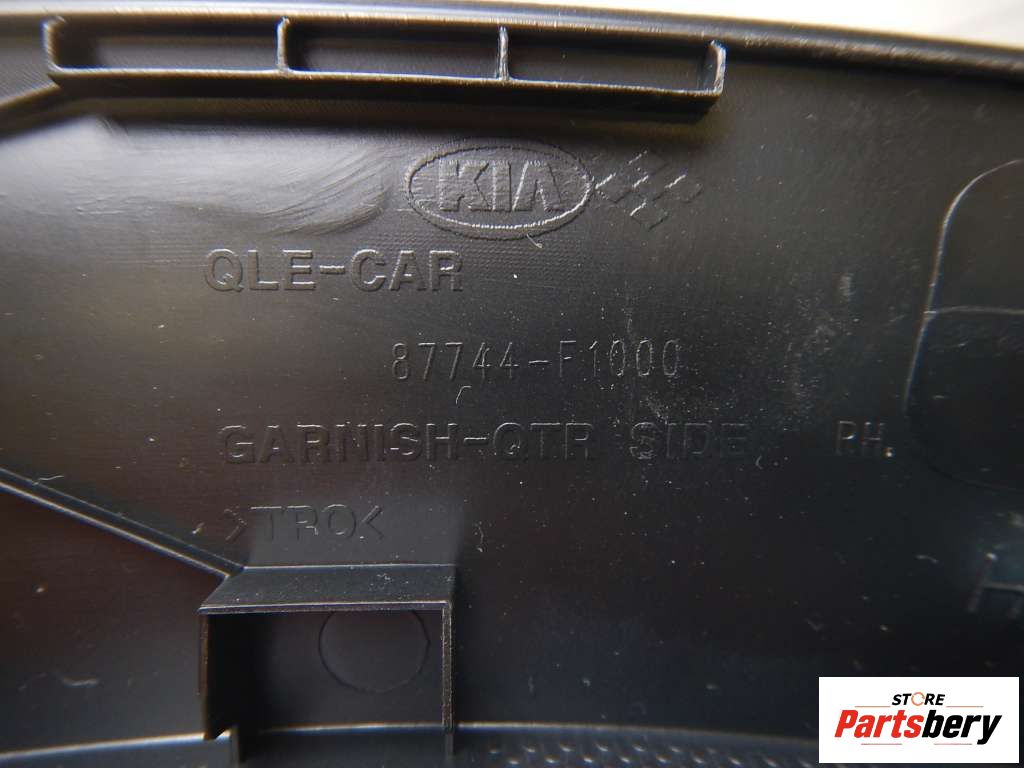 KIA
QLE-CAR
87744-F1000
GARNISH-QTR SIDE RH.
>TRO<
STORE
Partsbery